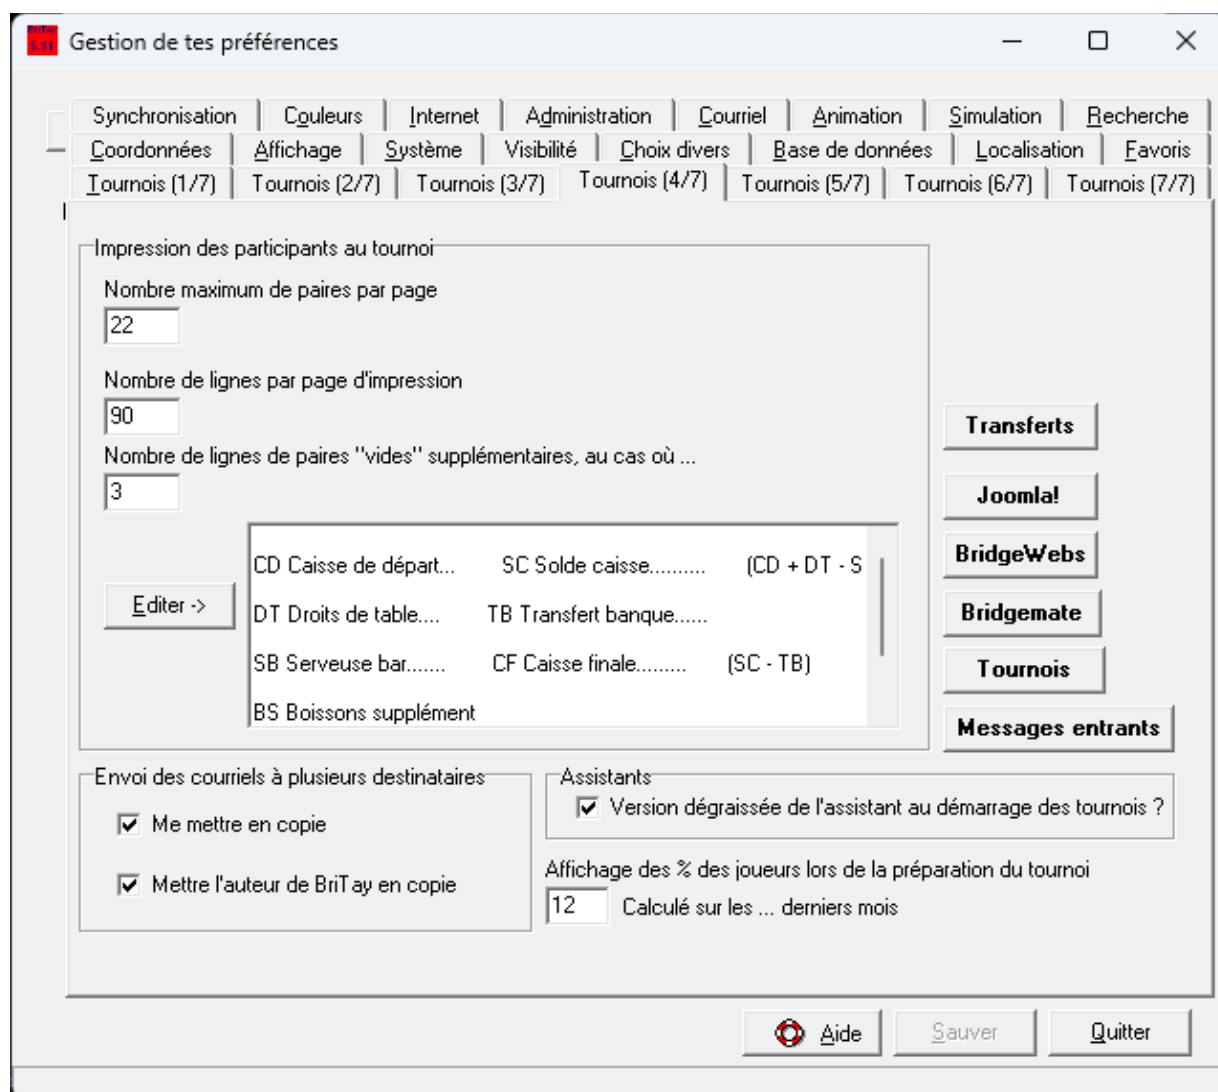 BriTay
5.11
Gestion de tes préférences
Synchronisation Couleurs Internet Administration Courriel Animation Simulation Recherche
Coordonnées Affichage Système Visibilité Choix divers Base de données Localisation Favoris
Tournois (1/7) Tournois (2/7) Tournois (3/7) Tournois (4/7) Tournois (5/7) Tournois (6/7) Tournois (7/7)
Impression des participants au tournoi
Nombre maximum de paires par page
22
Nombre de lignes par page d'impression
90
Nombre de lignes de paires "vides" supplémentaires, au cas où ...
3
Editer ->
CD Caisse de départ... SC Solde caisse.......... (CD + DT - S
DT Droits de table.... TB Transfert banque......
SB Serveuse bar....... CF Caisse finale......... (SC - TB)
BS Boissons supplément
Transferts
Joomla!
BridgeWebs
Bridgemate
Tournois
Messages entrants
Envoi des courriels à plusieurs destinataires
Me mettre en copie
Mettre l'auteur de BriTay en copie
Assistants
Version dégraissée de l'assistant au démarrage des tournois ?
Affichage des % des joueurs lors de la préparation du tournoi
12 Calculé sur les ... derniers mois
Aide Sauver Quitter